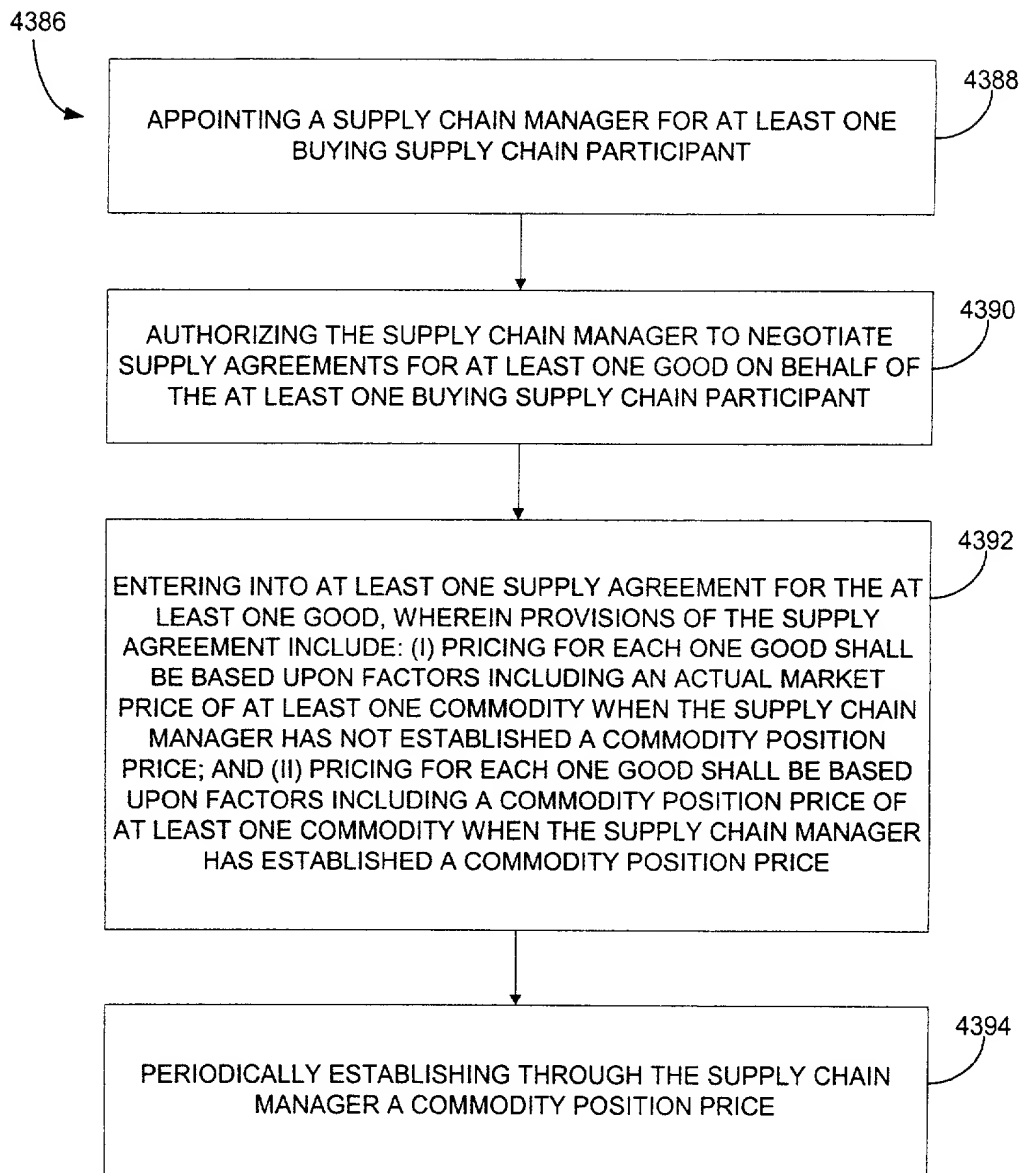 4386
4388
APPOINTING A SUPPLY CHAIN MANAGER FOR AT LEAST ONE
BUYING SUPPLY CHAIN PARTICIPANT
4390
AUTHORIZING THE SUPPLY CHAIN MANAGER TO NEGOTIATE
SUPPLY AGREEMENTS FOR AT LEAST ONE GOOD ON BEHALF OF
THE AT LEAST ONE BUYING SUPPLY CHAIN PARTICIPANT
4392
ENTERING INTO AT LEAST ONE SUPPLY AGREEMENT FOR THE AT
LEAST ONE GOOD, WHEREIN PROVISIONS OF THE SUPPLY
AGREEMENT INCLUDE: (I) PRICING FOR EACH ONE GOOD SHALL
BE BASED UPON FACTORS INCLUDING AN ACTUAL MARKET
PRICE OF AT LEAST ONE COMMODITY WHEN THE SUPPLY CHAIN
MANAGER HAS NOT ESTABLISHED A COMMODITY POSITION
PRICE; AND (II) PRICING FOR EACH ONE GOOD SHALL BE BASED
UPON FACTORS INCLUDING A COMMODITY POSITION PRICE OF
AT LEAST ONE COMMODITY WHEN THE SUPPLY CHAIN MANAGER
HAS ESTABLISHED A COMMODITY POSITION PRICE
4394
PERIODICALLY ESTABLISHING THROUGH THE SUPPLY CHAIN
MANAGER A COMMODITY POSITION PRICE